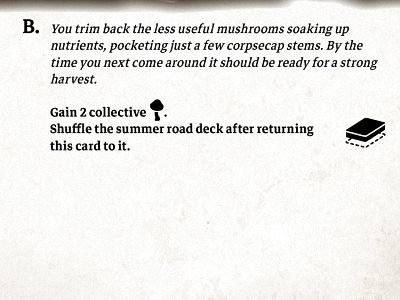 B. You trim back the less useful mushrooms soaking up
nutrients, pocketing just a few corpsecap stems. By the
time you next come around it should be ready for a strong
harvest.
Gain 2 collective .
Shuffle the summer road deck after returning
this card to it.